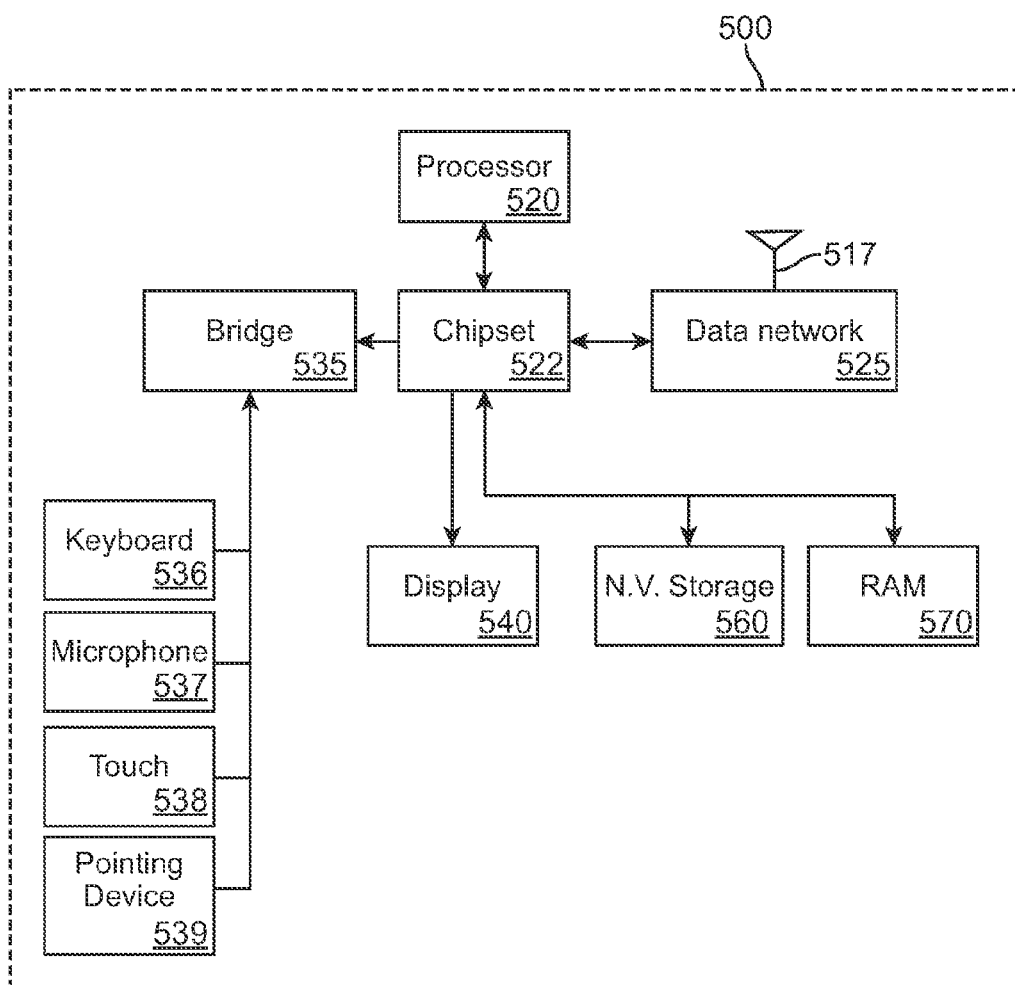 500
Processor
520
517
Bridge
535
Chipset
522
Data network
525
Keyboard
536
Microphone
537
Touch
538
Pointing
Device
539
Display
540
N.V. Storage
560
RAM
570